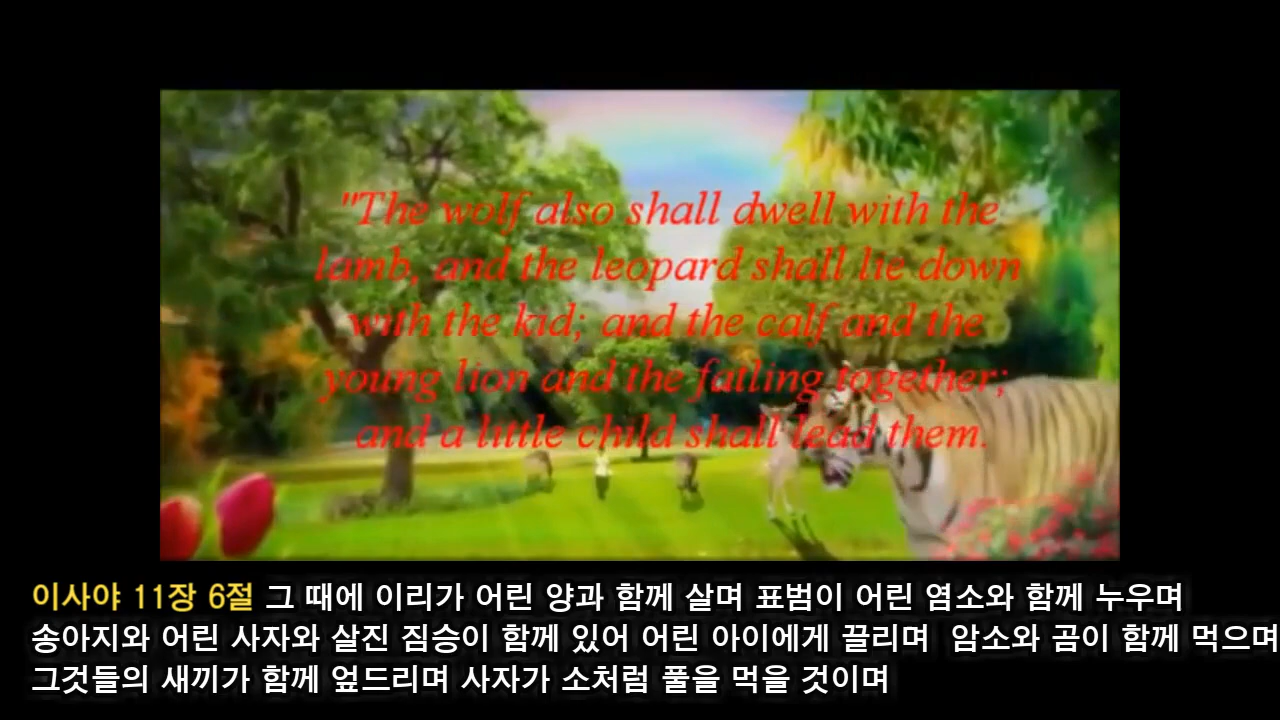 "The wolf also shall dwell with the
lamb, and the leopard shall lie down
with the kid; and the calf and the
young lion and the fatling together;
and a little child shall lead them.
이사야 11장 6절 그 때에 이리가 어린 양과 함께 살며 표범이 어린 염소와 함께 누우며
송아지와 어린 사자와 살진 짐승이 함께 있어 어린 아이에게 끌리며 암소와 곰이 함께 먹으며
그것들의 새끼가 함께 엎드리며 사자가 소처럼 풀을 먹을 것이며